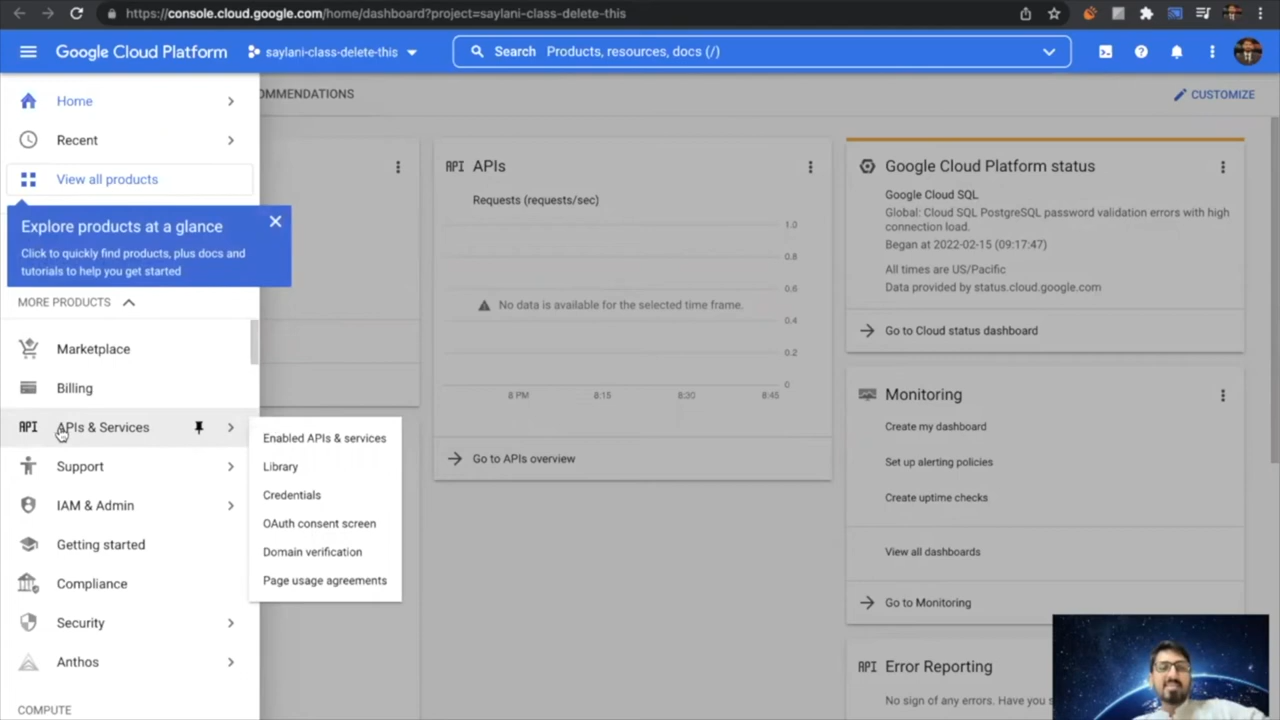 https://console.cloud.google.com/home/dashboard?project=saylani-class-delete-this
Google Cloud Platform
saylani-class-delete-this
Search Products, resources, docs (/)
Home
Recent
View all products
Explore products at a glance
Click to quickly find products, plus docs and
tutorials to help you get started
MORE PRODUCTS
Marketplace
Billing
API APIs & Services
Support
IAM & Admin
Getting started
Compliance
Security
Anthos
COMPUTE
Enabled APIs & services
Library
Credentials
OAuth consent screen
Domain verification
Page usage agreements
OMMENDATIONS
CUSTOMIZE
API APIs
Requests (requests/sec)
1.0
0.8
0.6
0.4
0.2
0
No data is available for the selected time frame.
8 PM 8:15 8:30 8:45
Go to APIs overview
Google Cloud Platform status
Google Cloud SQL
Global: Cloud SQL PostgreSQL password validation errors with high
connection load.
Began at 2022-02-15 (09:17:47)
All times are US/Pacific
Data provided by status.cloud.google.com
Go to Cloud status dashboard
Monitoring
Create my dashboard
Set up alerting policies
Create uptime checks
View all dashboards
Go to Monitoring
API Error Reporting
No sign of any errors. Have you s